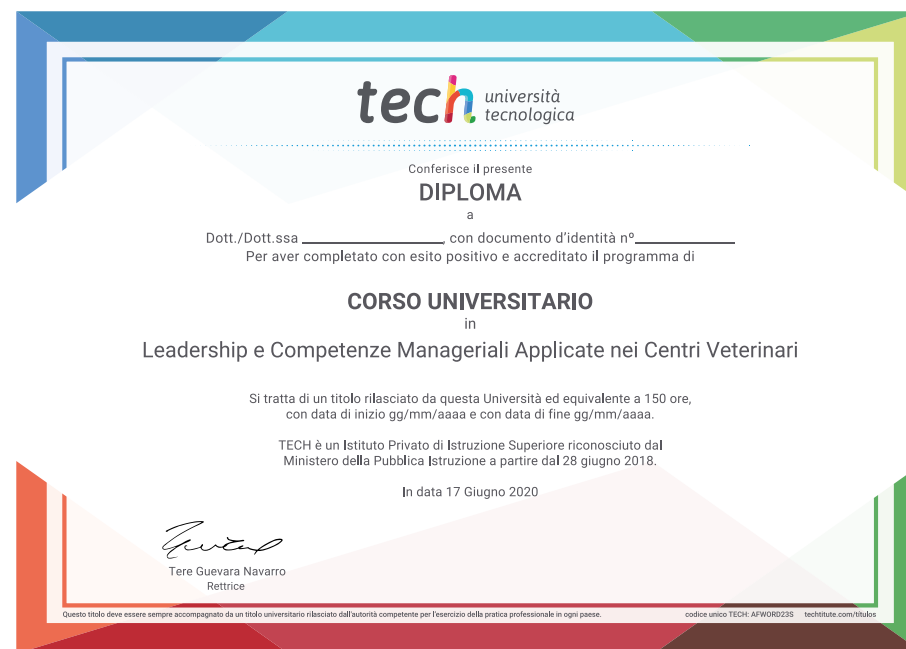 tech università
tecnologica
Conferisce il presente
DIPLOMA
a
Dott./Dott.ssa ____________________, con documento d'identità nº______________
Per aver completato con esito positivo e accreditato il programma di
CORSO UNIVERSITARIO
in
Leadership e Competenze Manageriali Applicate nei Centri Veterinari
Si tratta di un titolo rilasciato da questa Università ed equivalente a 150 ore,
con data di inizio gg/mm/aaaa e con data di fine gg/mm/aaaa.
TECH è un Istituto Privato di Istruzione Superiore riconosciuto dal
Ministero della Pubblica Istruzione a partire dal 28 giugno 2018.
In data 17 Giugno 2020
Tere Guevara Navarro
Rettrice
Questo titolo deve essere sempre accompagnato da un titolo universitario rilasciato dall'autorità competente per l'esercizio della pratica professionale in ogni paese. codice unico TECH: AFWORD23S techtitute.com/títulos